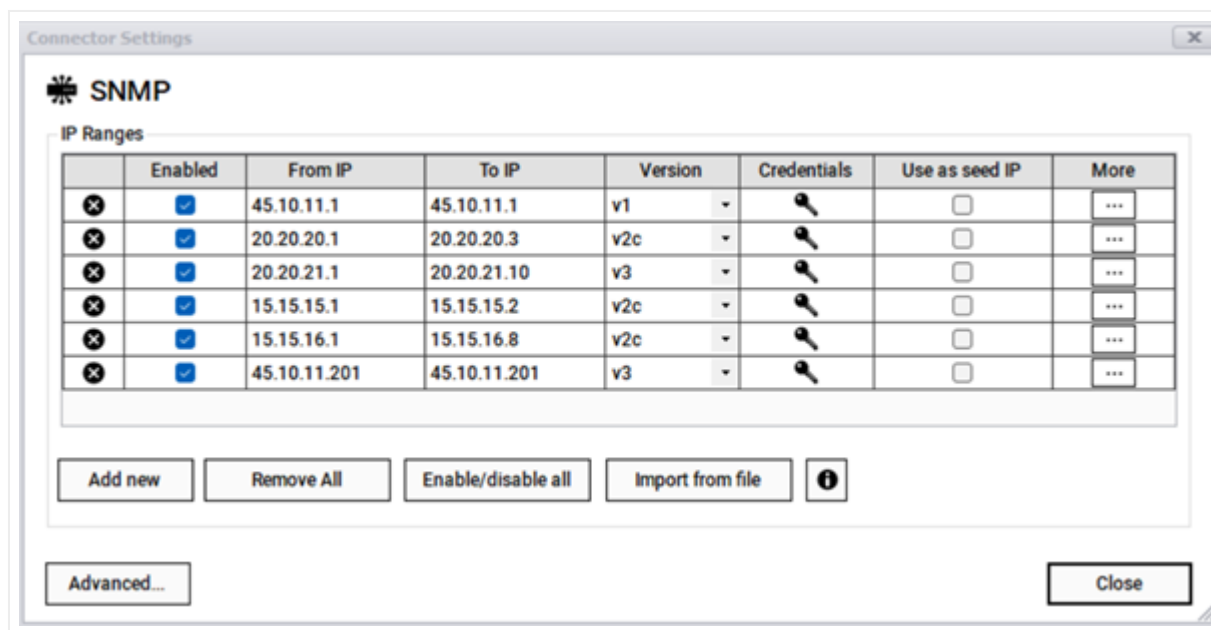 Connector Settings
SNMP
IP Ranges
Enabled From IP To IP Version Credentials Use as seed IP More
45.10.11.1 45.10.11.1 v1 ...
20.20.20.1 20.20.20.3 v2c ...
20.20.21.1 20.20.21.10 v3 ...
15.15.15.1 15.15.15.2 v2c ...
15.15.16.1 15.15.16.8 v2c ...
45.10.11.201 45.10.11.201 v3 ...
Add new Remove All Enable/disable all Import from file
Advanced... Close